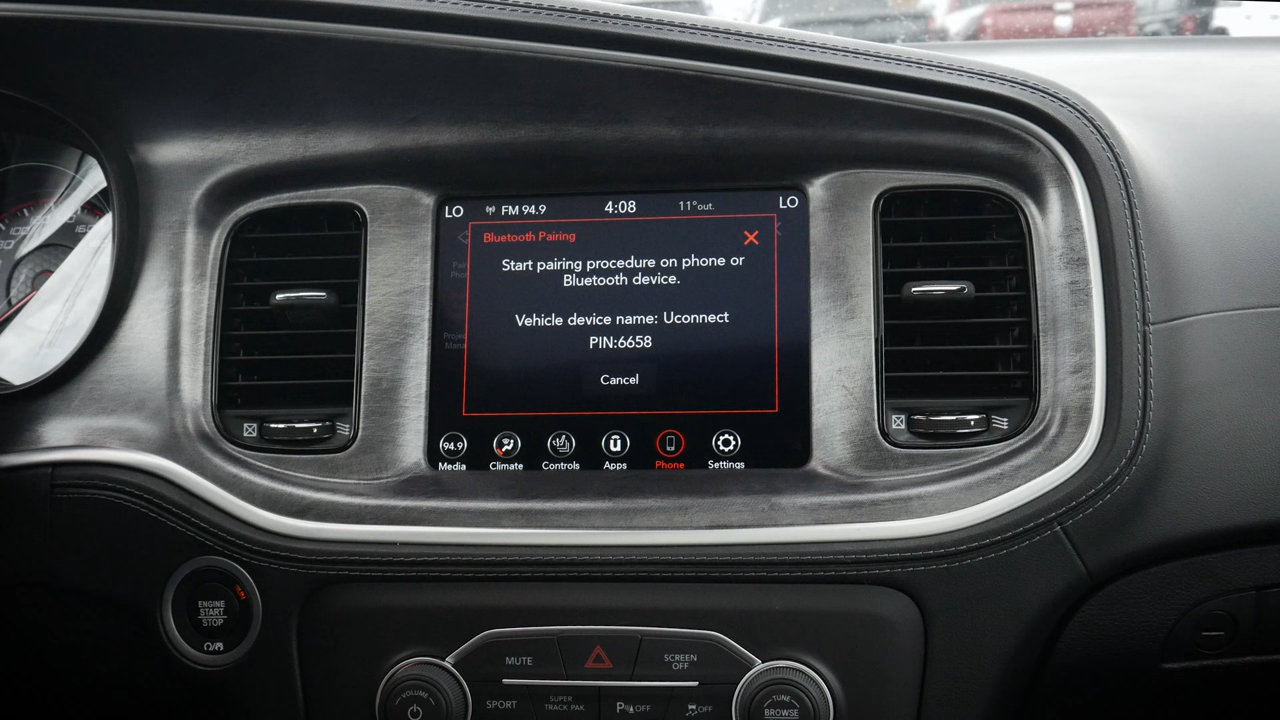 LO
FM 94.9
4:08
11°out.
LO
Bluetooth Pairing
Start pairing procedure on phone or
Bluetooth device.
Vehicle device name: Uconnect
PIN:6658
Cancel
94.9
Media
Climate
Controls
Apps
Phone
Settings
100
160
ENGINE
START
STOP
MUTE
SCREEN
OFF
VOLUME
SPORT
SUPER
TRACK PAK
P OFF
OFF
TUNE
BROWSE